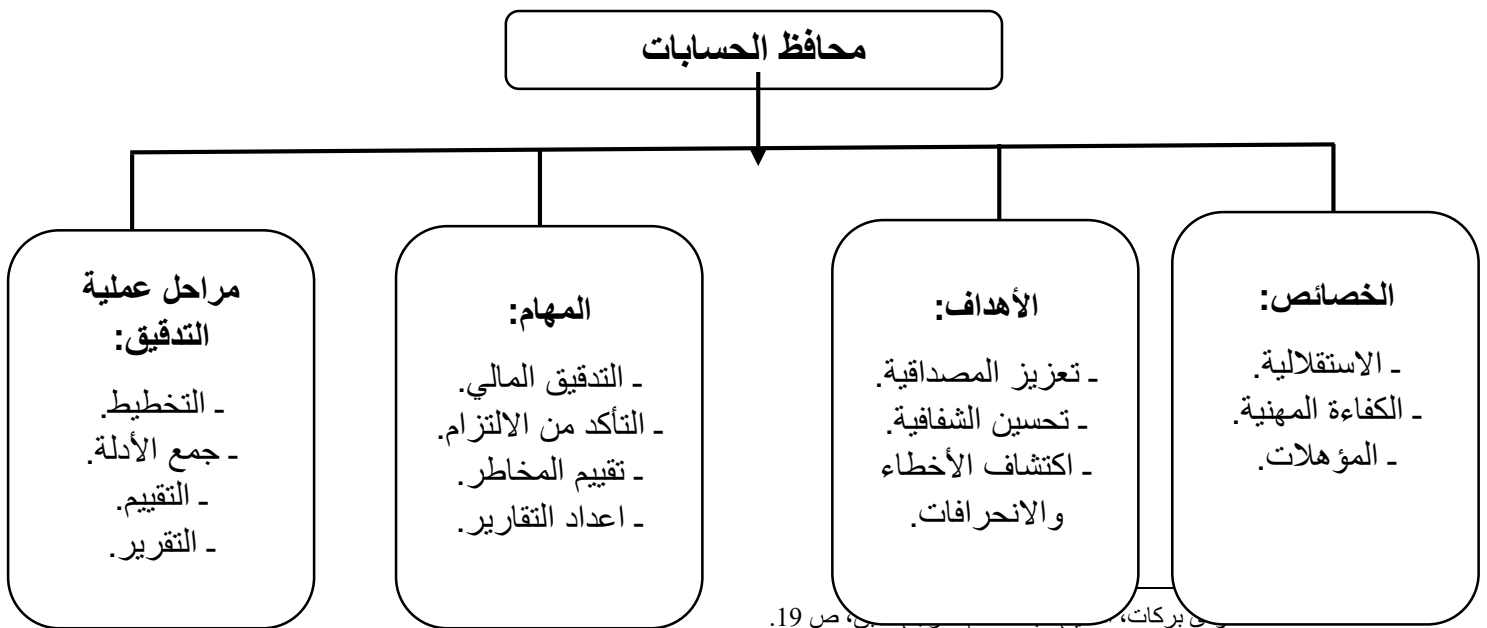 محافظ الحسابات
الخصائص:
- الاستقلالية.
- الكفاءة المهنية.
- المؤهلات.
الأهداف:
- تعزيز المصداقية.
- تحسين الشفافية.
- اكتشاف الأخطاء
والانحرافات.
المهام:
- التدقيق المالي.
- التأكد من الالتزام.
- تقييم المخاطر.
- اعداد التقارير.
مراحل عملية
التدقيق:
- التخطيط.
- جمع الأدلة.
- التقييم.
- التقرير.
بركات، ص 19.